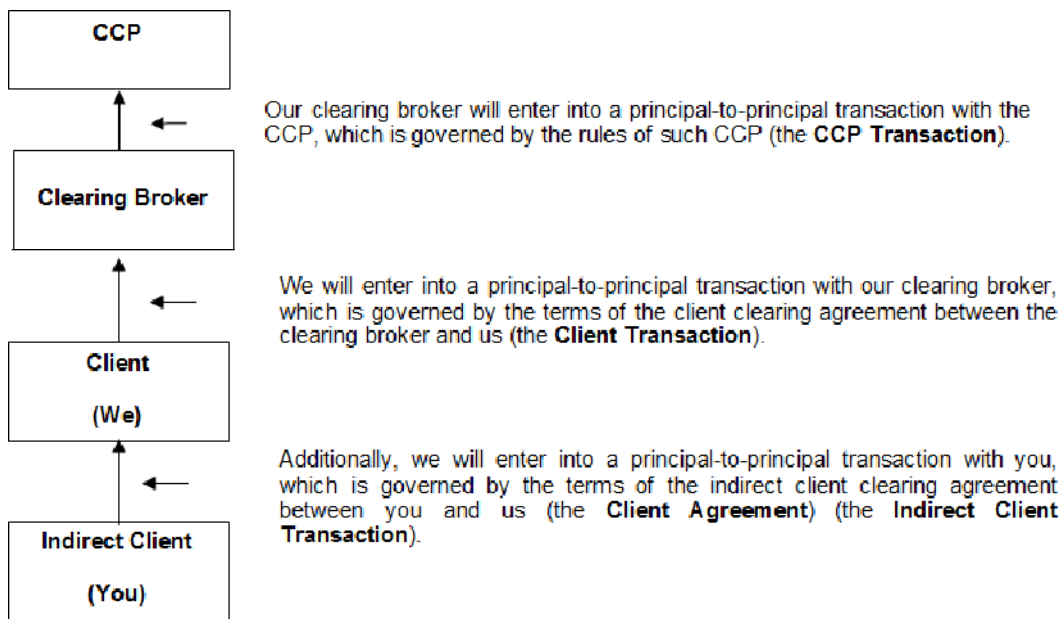 CCP
Our clearing broker will enter into a principal-to-principal transaction with the
CCP, which is governed by the rules of such CCP (the CCP Transaction).
Clearing Broker
We will enter into a principal-to-principal transaction with our clearing broker,
which is governed by the terms of the client clearing agreement between the
clearing broker and us (the Client Transaction).
Client
(We)
Additionally, we will enter into a principal-to-principal transaction with you,
which is governed by the terms of the indirect client clearing agreement
between you and us (the Client Agreement) (the Indirect Client
Transaction).
Indirect Client
(You)